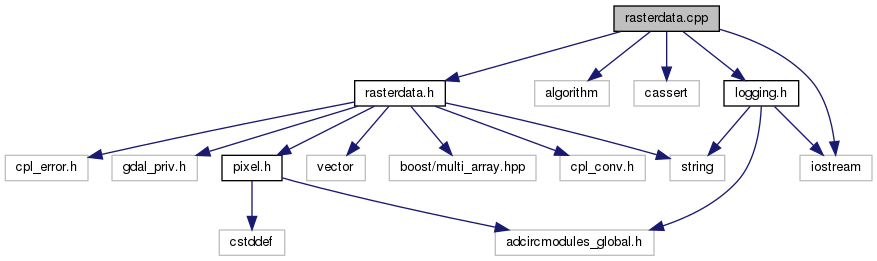 rasterdata.cpp
rasterdata.h
algorithm
cassert
logging.h
cpl_error.h
gdal_priv.h
pixel.h
vector
boost/multi_array.hpp
cpl_conv.h
string
iostream
cstddef
adcircmodules_global.h